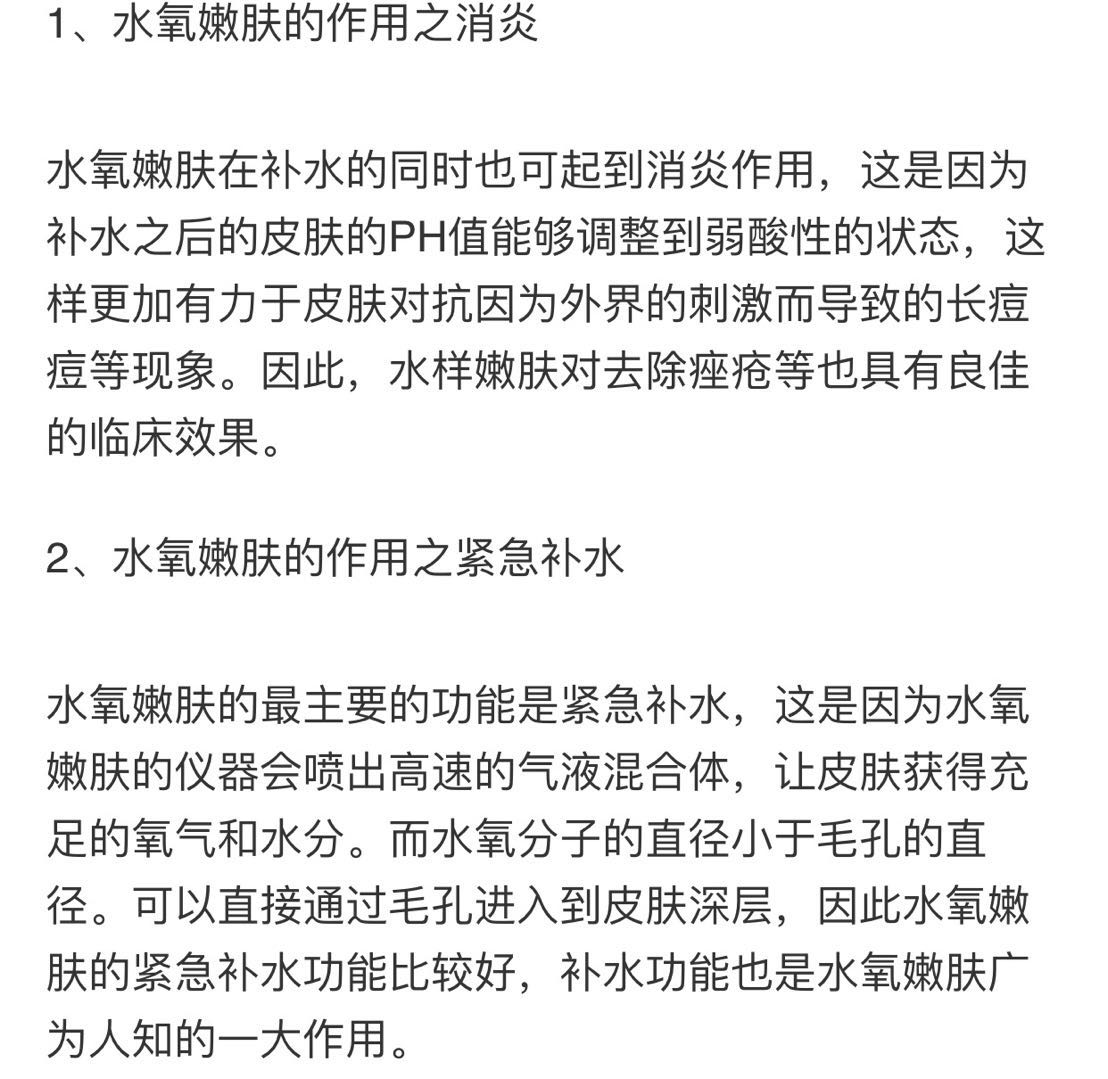 1、水氧嫩肤的作用之消炎
水氧嫩肤在补水的同时也可起到消炎作用，这是因为
补水之后的皮肤的PH值能够调整到弱酸性的状态，这
样更加有力于皮肤对抗因为外界的刺激而导致的长痘
痘等现象。因此，水样嫩肤对去除痤疮等也具有良佳
的临床效果。
2、水氧嫩肤的作用之紧急补水
水氧嫩肤的最主要的功能是紧急补水，这是因为水氧
嫩肤的仪器会喷出高速的气液混合体，让皮肤获得充
足的氧气和水分。而水氧分子的直径小于毛孔的直
径。可以直接通过毛孔进入到皮肤深层，因此水氧嫩
肤的紧急补水功能比较好，补水功能也是水氧嫩肤广
为人知的一大作用。